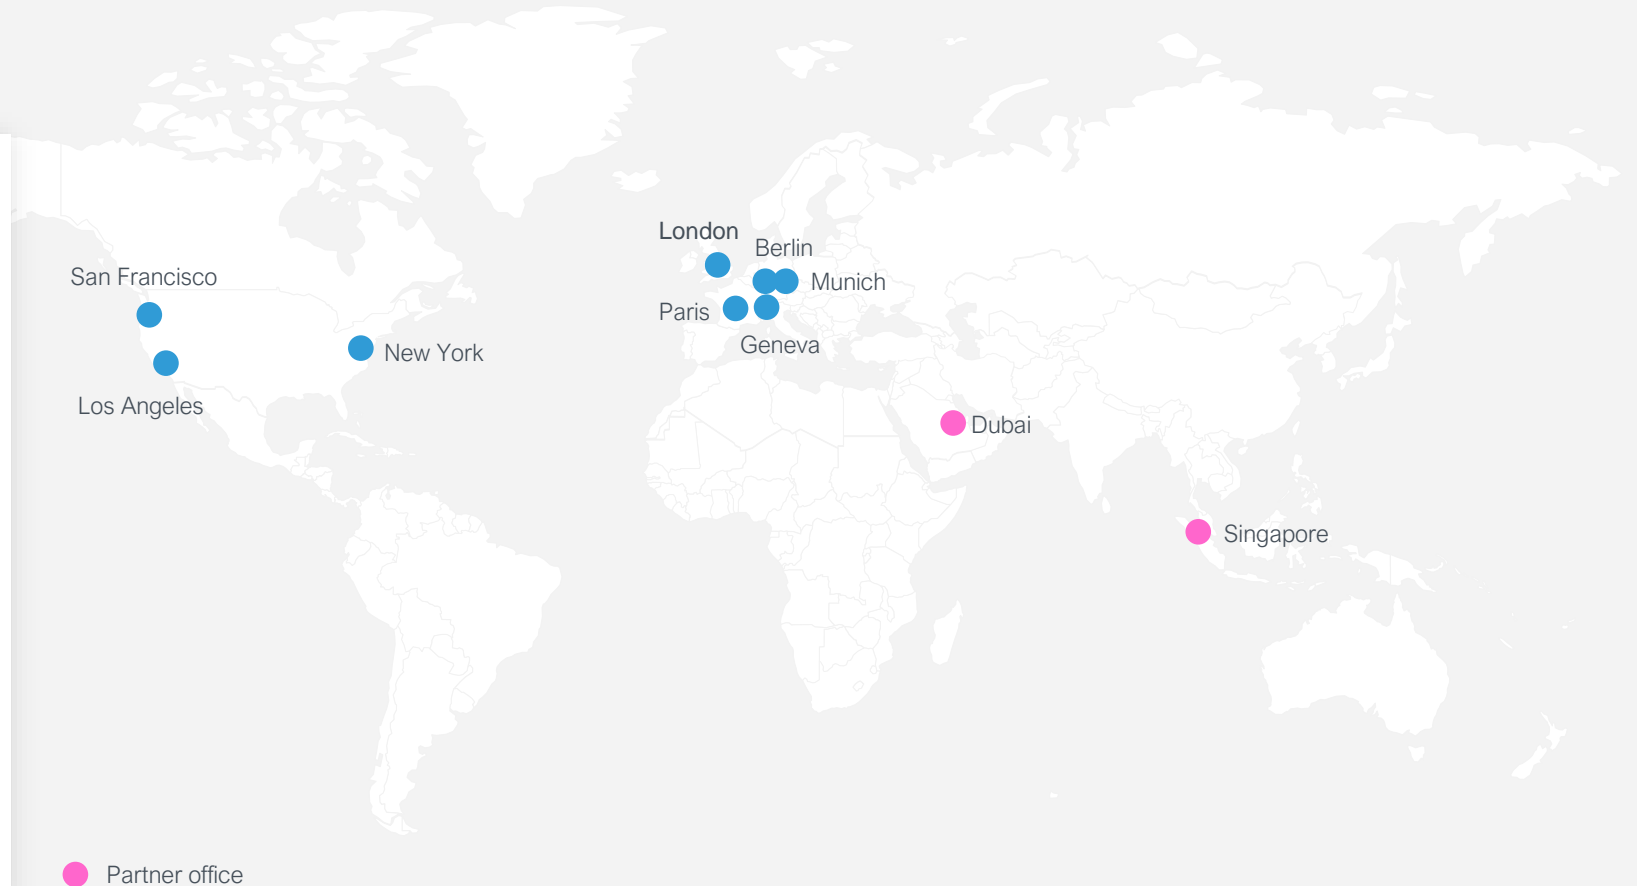 London
Berlin
San Francisco
Munich
Paris
Geneva
New York
Los Angeles
Dubai
Singapore
Partner office